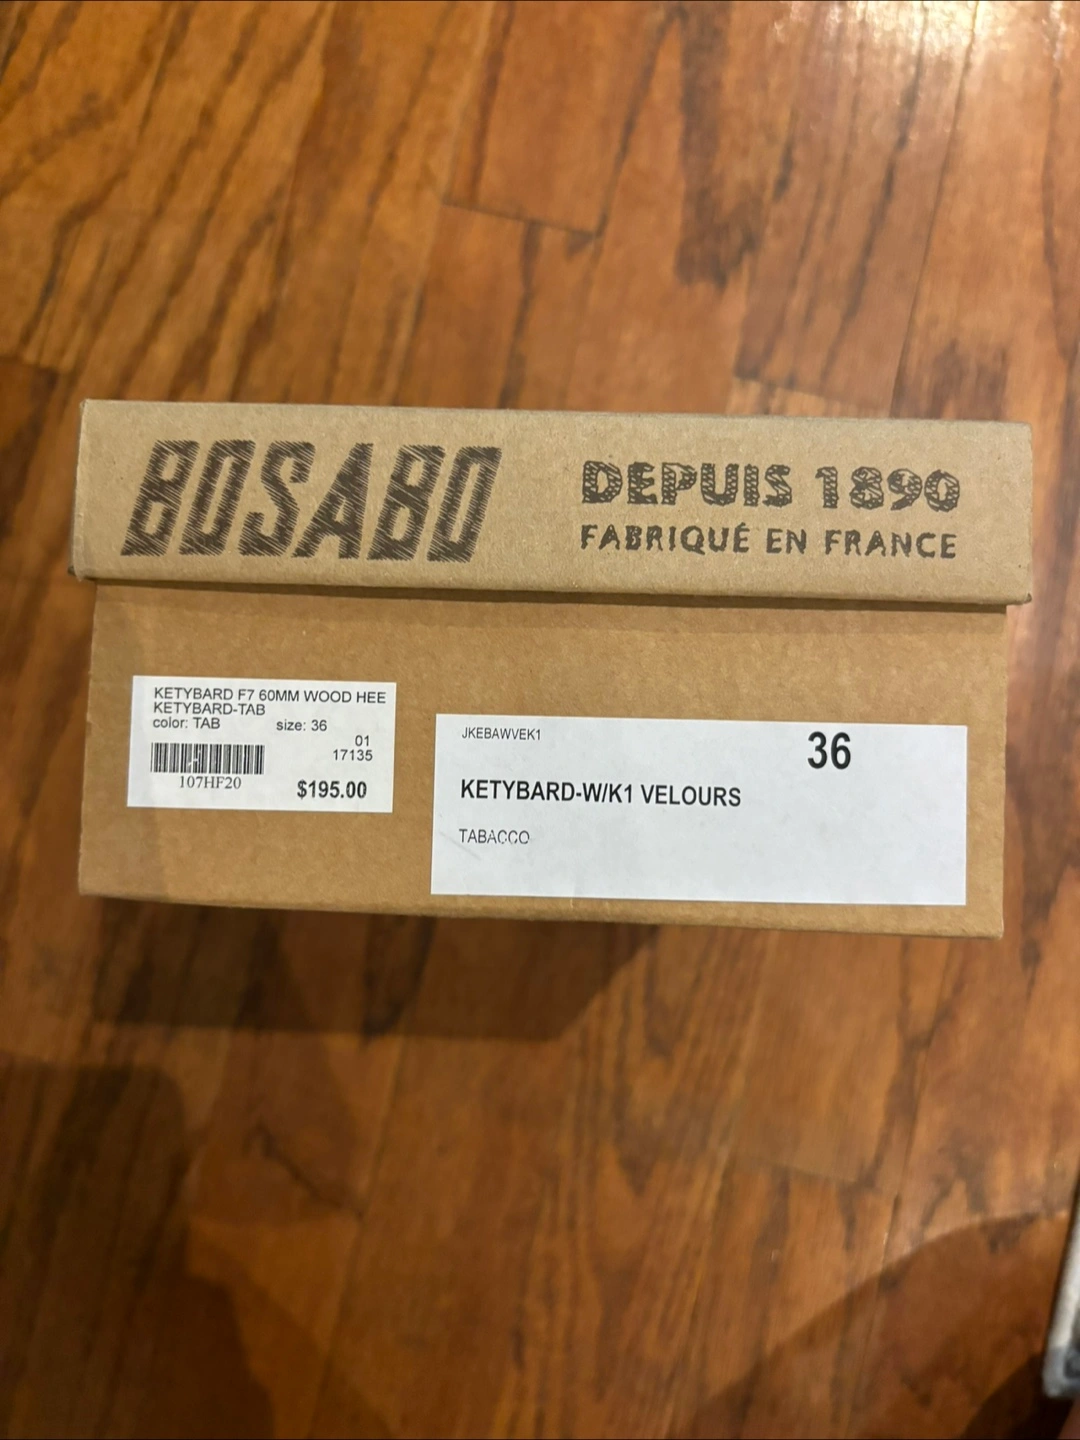 BOSABO
DEPUIS 1890
FABRIQUÉ EN FRANCE
KETYBARD F7 60MM WOOD HEE
KETYBARD-TAB
color: TAB size: 36
01
17135
107HF20
$195.00
JKEBAWVEK1
36
KETYBARD-W/K1 VELOURS
TABACCO